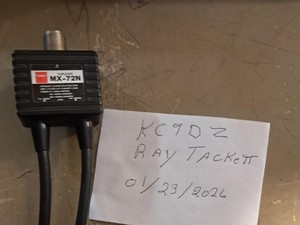 MX-72N
KC9DZ
RAY TACKETT
01/23/2026